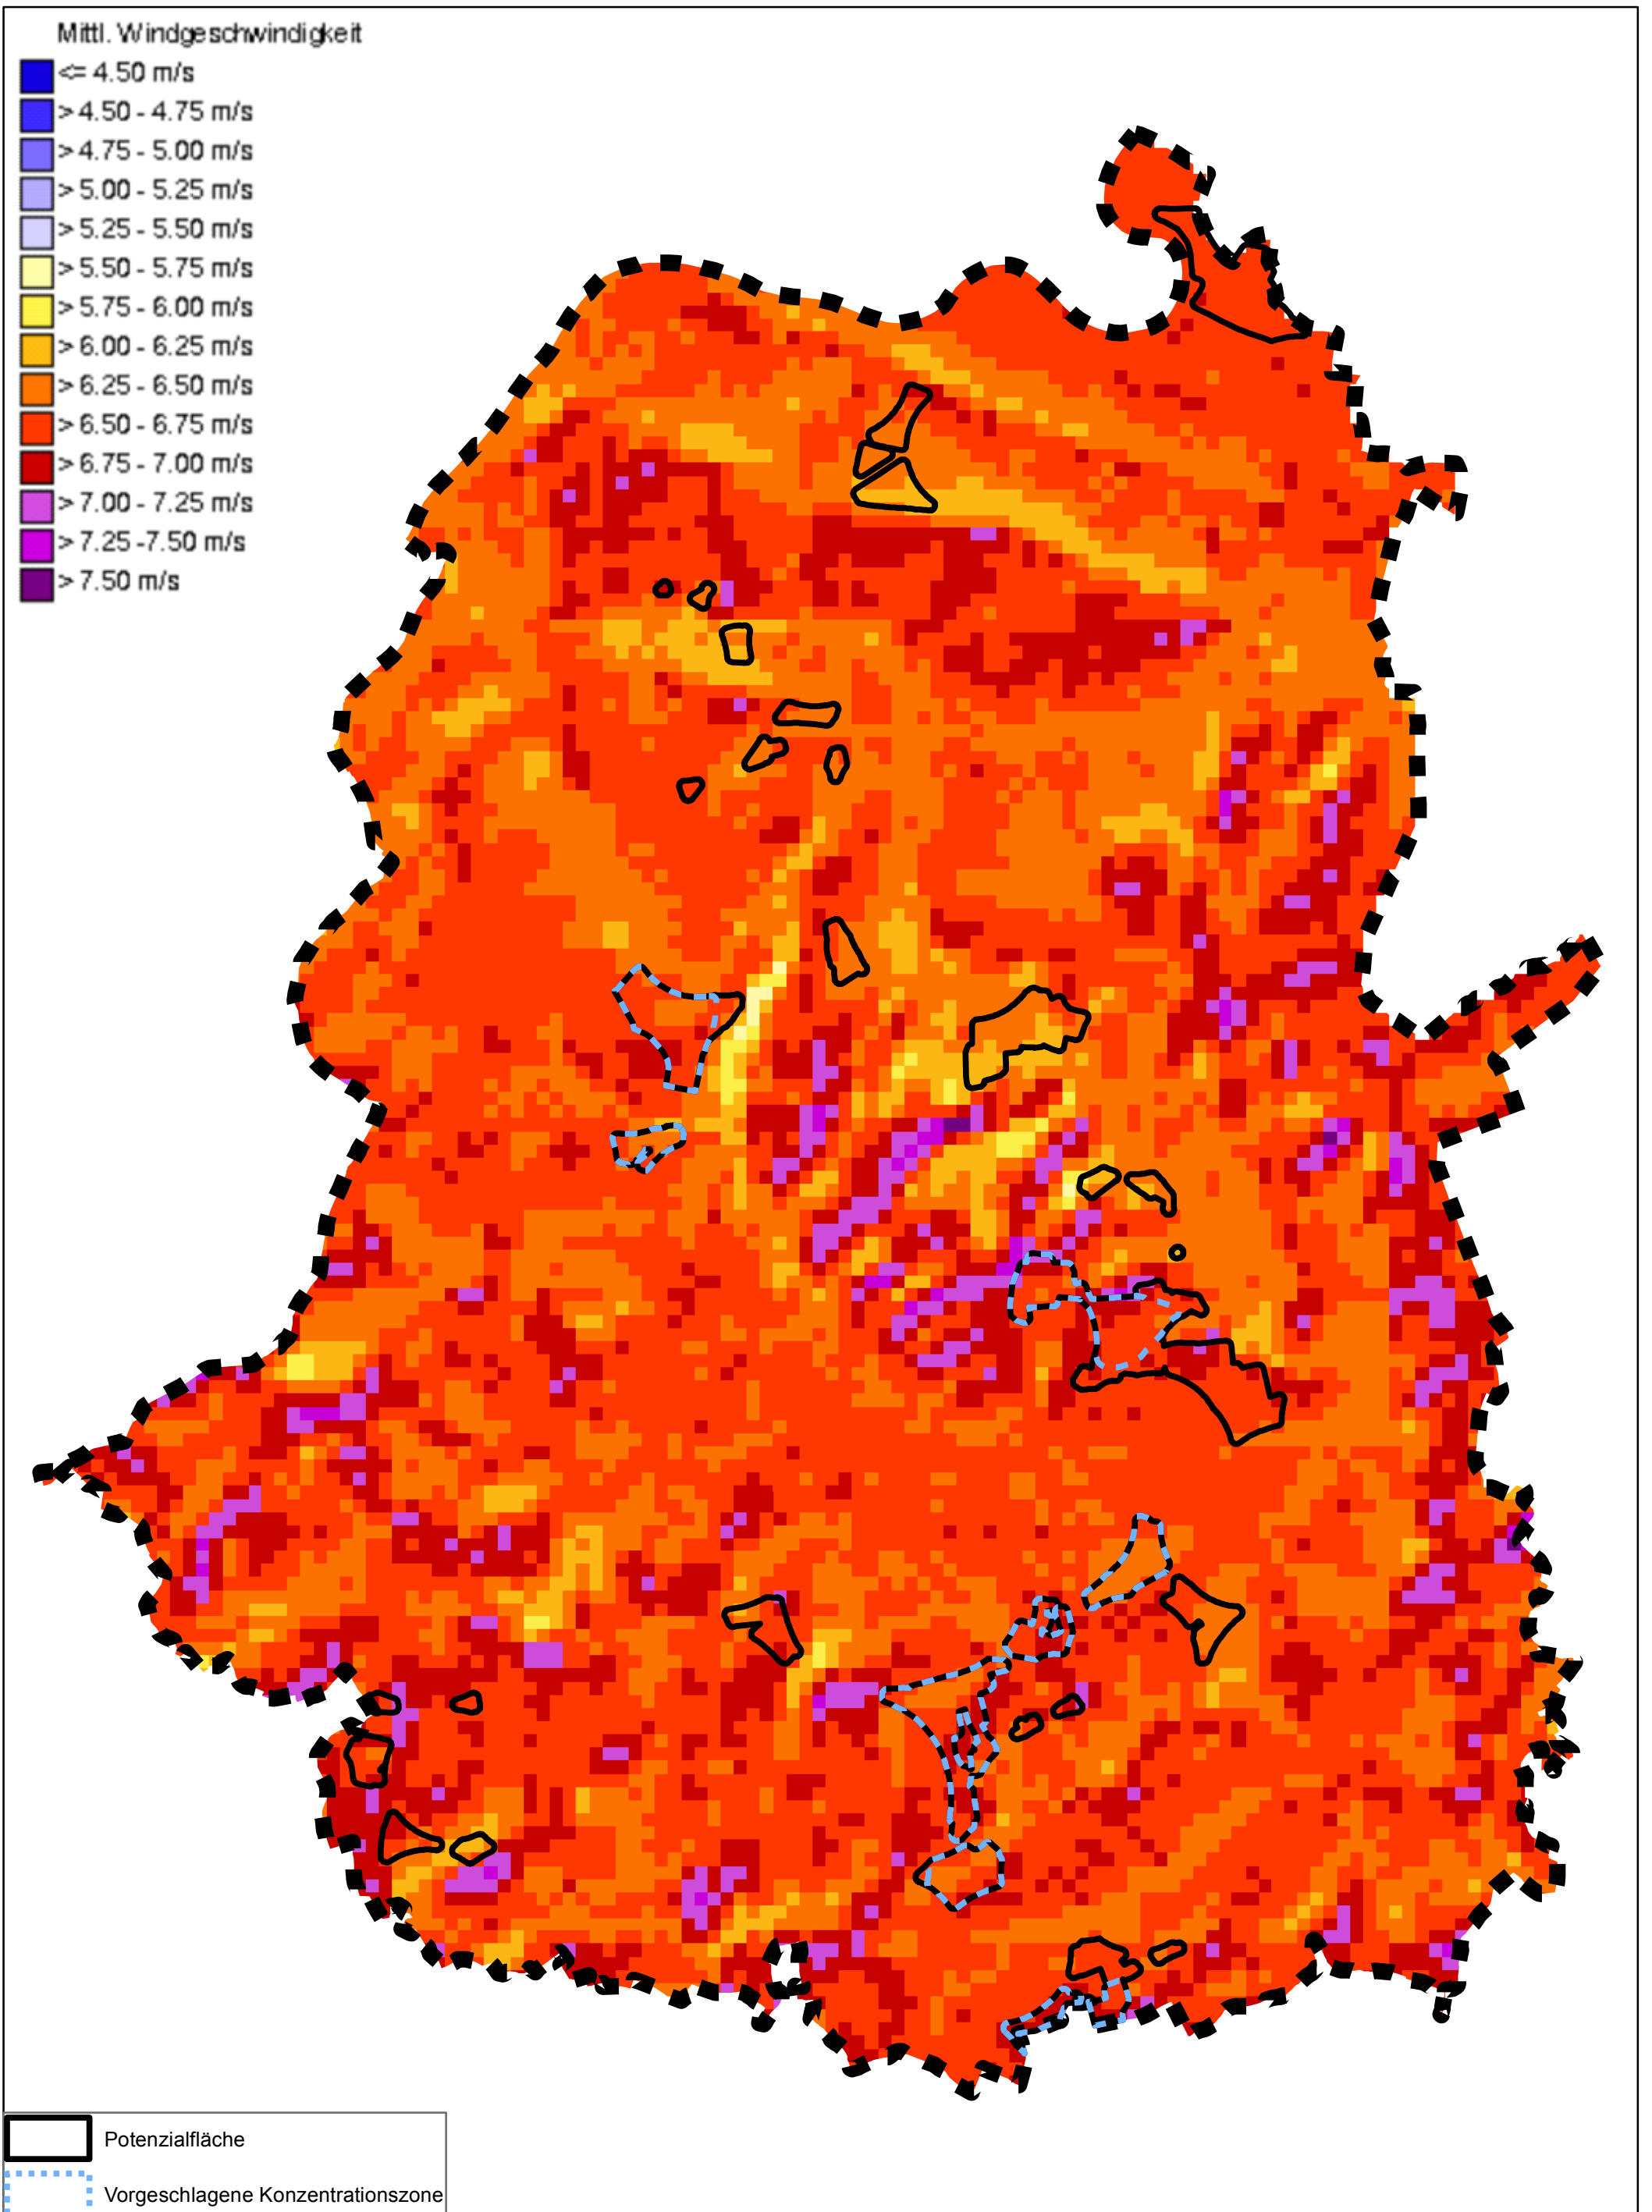 Mittl. Windgeschwindigkeit
<= 4.50 m/s
> 4.50 - 4.75 m/s
> 4.75 - 5.00 m/s
> 5.00 - 5.25 m/s
> 5.25 - 5.50 m/s
> 5.50 - 5.75 m/s
> 5.75 - 6.00 m/s
> 6.00 - 6.25 m/s
> 6.25 - 6.50 m/s
> 6.50 - 6.75 m/s
> 6.75 - 7.00 m/s
> 7.00 - 7.25 m/s
> 7.25 -7.50 m/s
> 7.50 m/s
Potenzialfläche
Vorgeschlagene Konzentrationszone